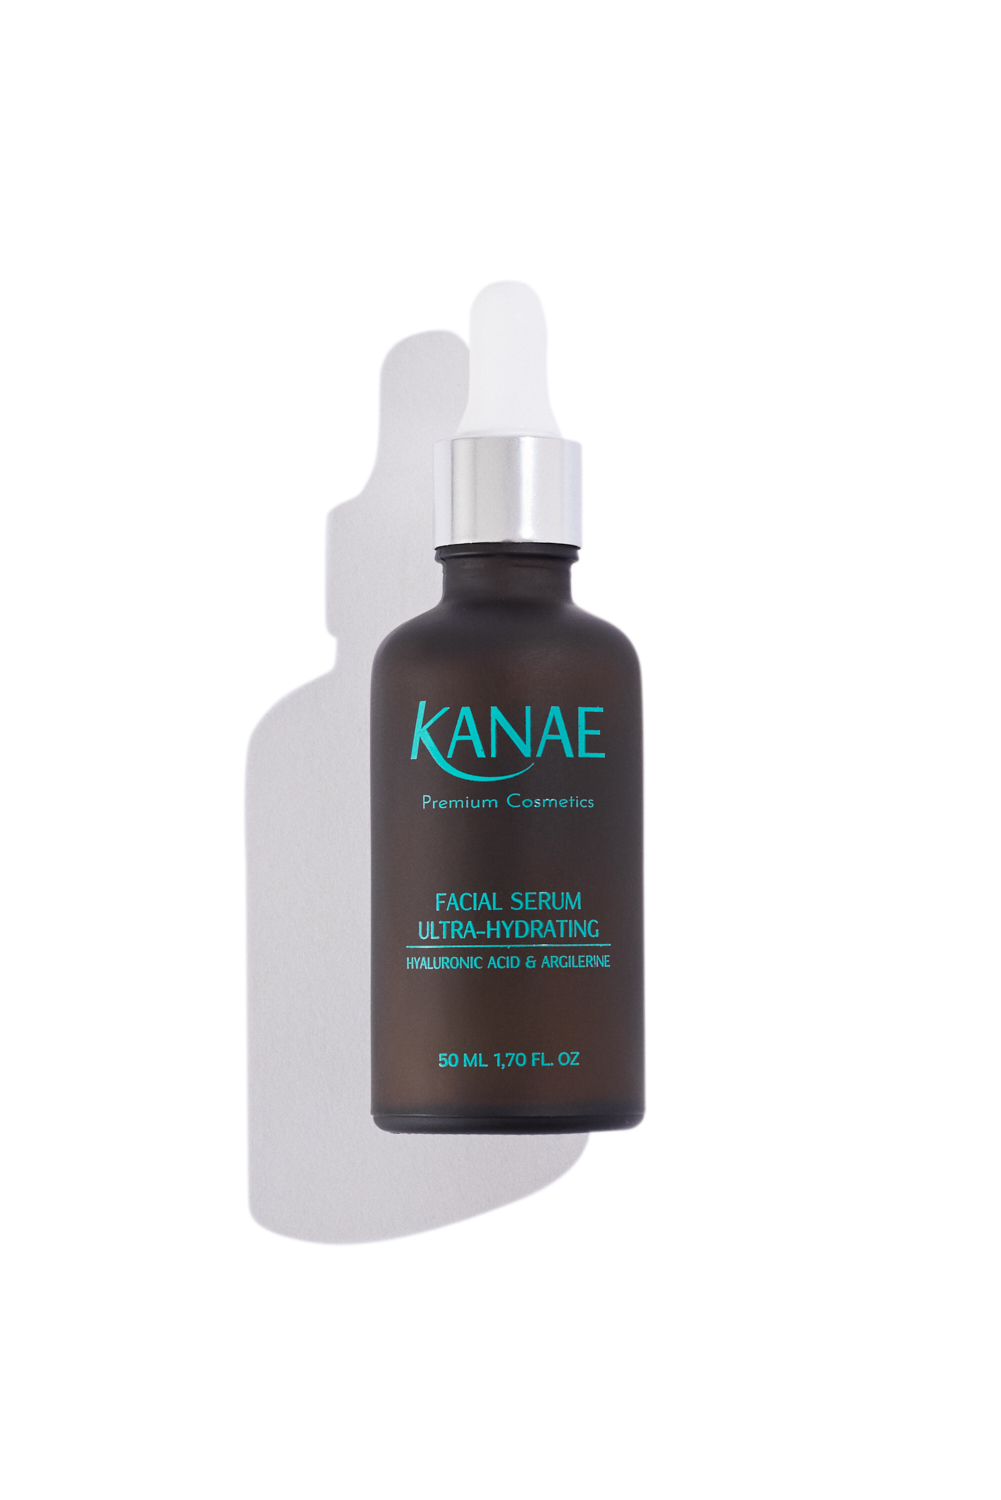 KANAE
Premium Cosmetics
FACIAL SERUM
ULTRA-HYDRATING
HYALURONIC ACID & ARGILERINE
50 ML 1,70 FL. OZ